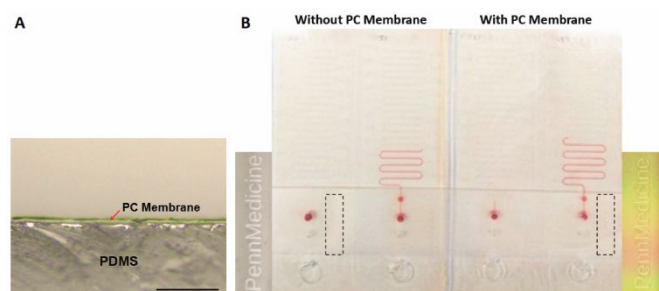 A
PC Membrane
PDMS
B
Without PC Membrane
With PC Membrane
PennMedicine
PennMedicine